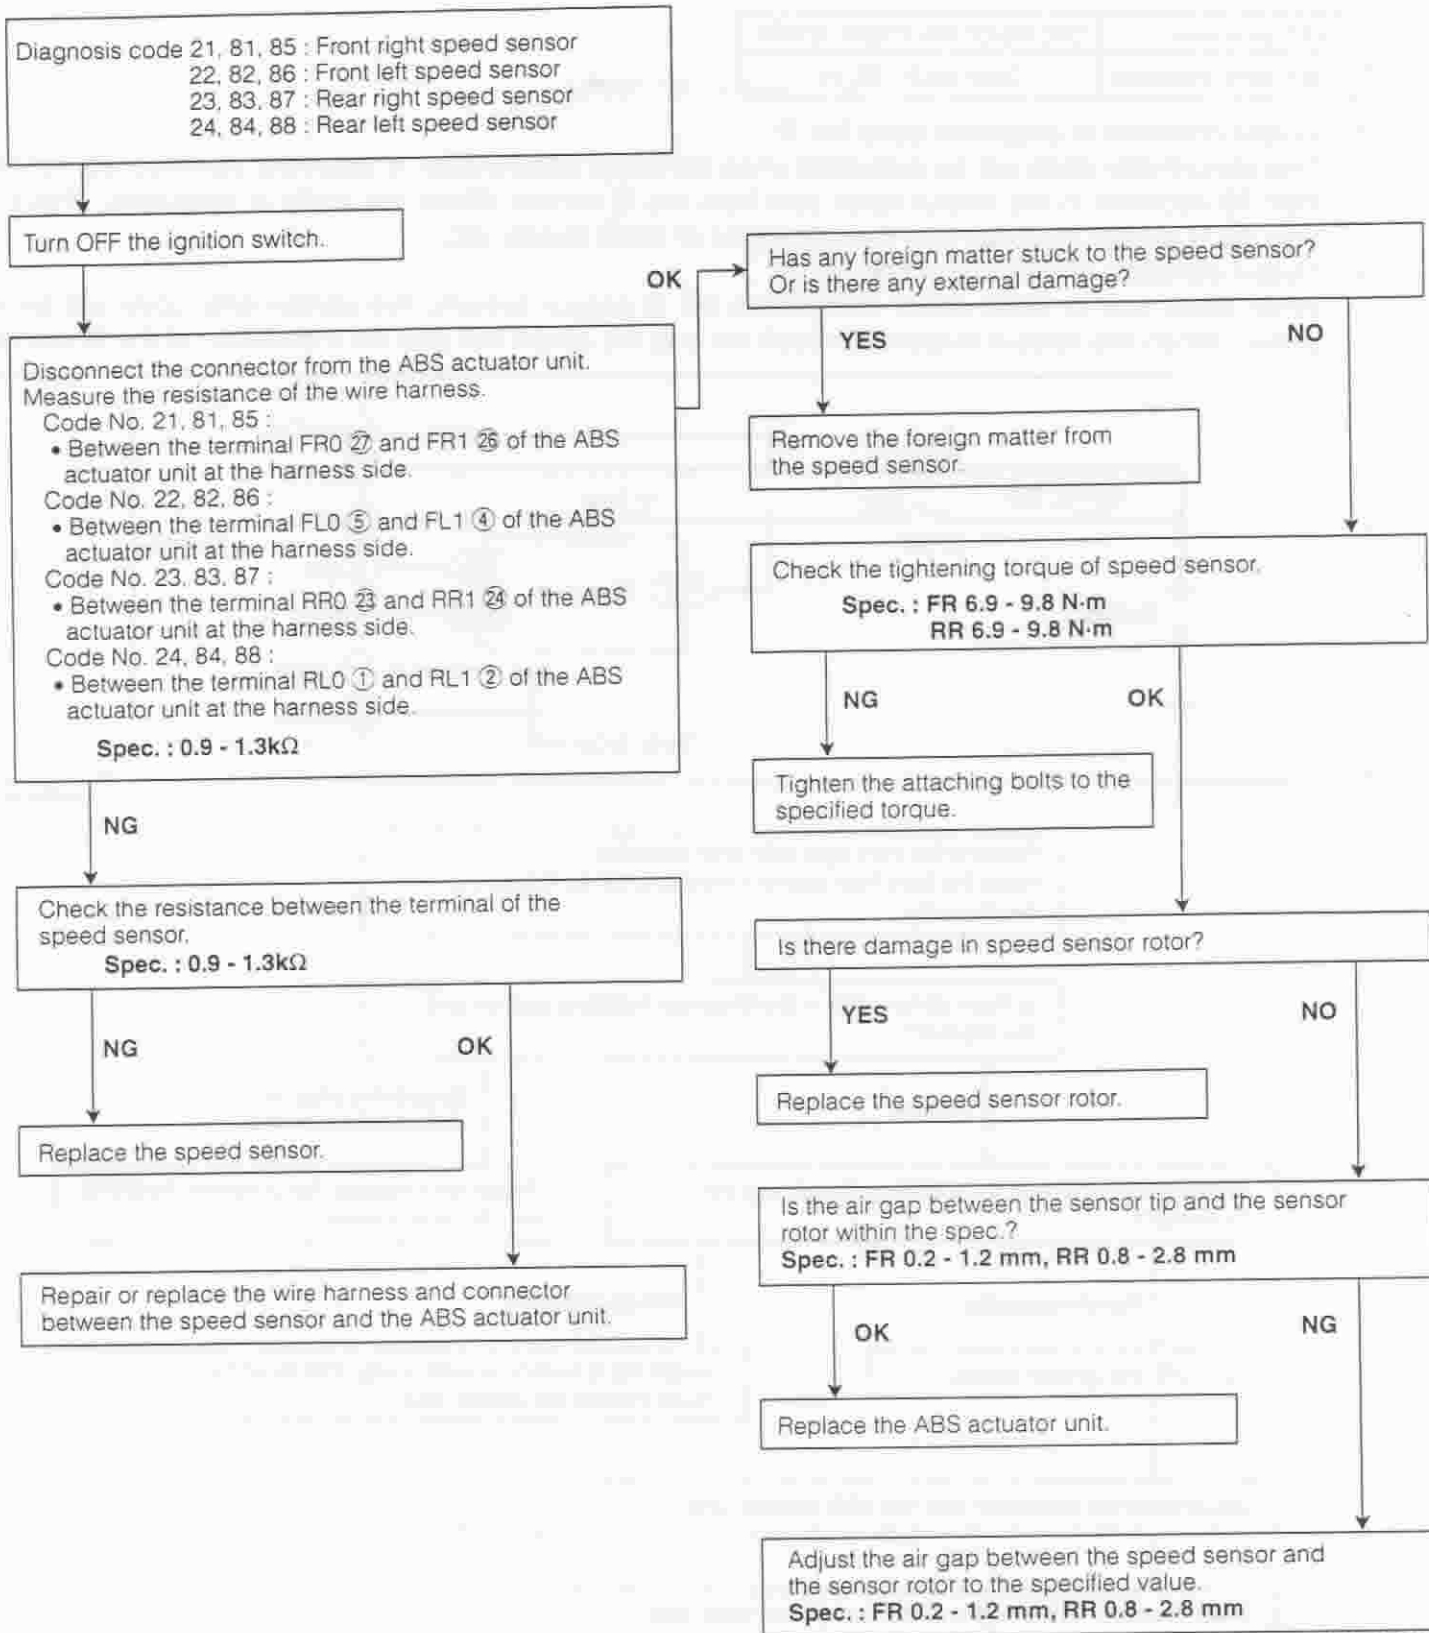 Diagnosis code 21, 81, 85 : Front right speed sensor
22, 82, 86 : Front left speed sensor
23, 83, 87 : Rear right speed sensor
24, 84, 88 : Rear left speed sensor
Turn OFF the ignition switch.
Disconnect the connector from the ABS actuator unit.
Measure the resistance of the wire harness.
Code No. 21, 81, 85 :
• Between the terminal FR0 ㉗ and FR1 ㉖ of the ABS
actuator unit at the harness side.
Code No. 22, 82, 86 :
• Between the terminal FL0 ⑤ and FL1 ④ of the ABS
actuator unit at the harness side.
Code No. 23, 83, 87 :
• Between the terminal RR0 ㉓ and RR1 ㉔ of the ABS
actuator unit at the harness side.
Code No. 24, 84, 88 :
• Between the terminal RL0 ① and RL1 ② of the ABS
actuator unit at the harness side.
Spec. : 0.9 - 1.3kΩ
NG
Check the resistance between the terminal of the
speed sensor.
Spec. : 0.9 - 1.3kΩ
NG
OK
Replace the speed sensor.
Repair or replace the wire harness and connector
between the speed sensor and the ABS actuator unit.
OK
Has any foreign matter stuck to the speed sensor?
Or is there any external damage?
YES
NO
Remove the foreign matter from
the speed sensor.
Check the tightening torque of speed sensor.
Spec. : FR 6.9 - 9.8 N·m
RR 6.9 - 9.8 N·m
NG
OK
Tighten the attaching bolts to the
specified torque.
Is there damage in speed sensor rotor?
YES
NO
Replace the speed sensor rotor.
Is the air gap between the sensor tip and the sensor
rotor within the spec.?
Spec. : FR 0.2 - 1.2 mm, RR 0.8 - 2.8 mm
OK
NG
Replace the ABS actuator unit.
Adjust the air gap between the speed sensor and
the sensor rotor to the specified value.
Spec. : FR 0.2 - 1.2 mm, RR 0.8 - 2.8 mm